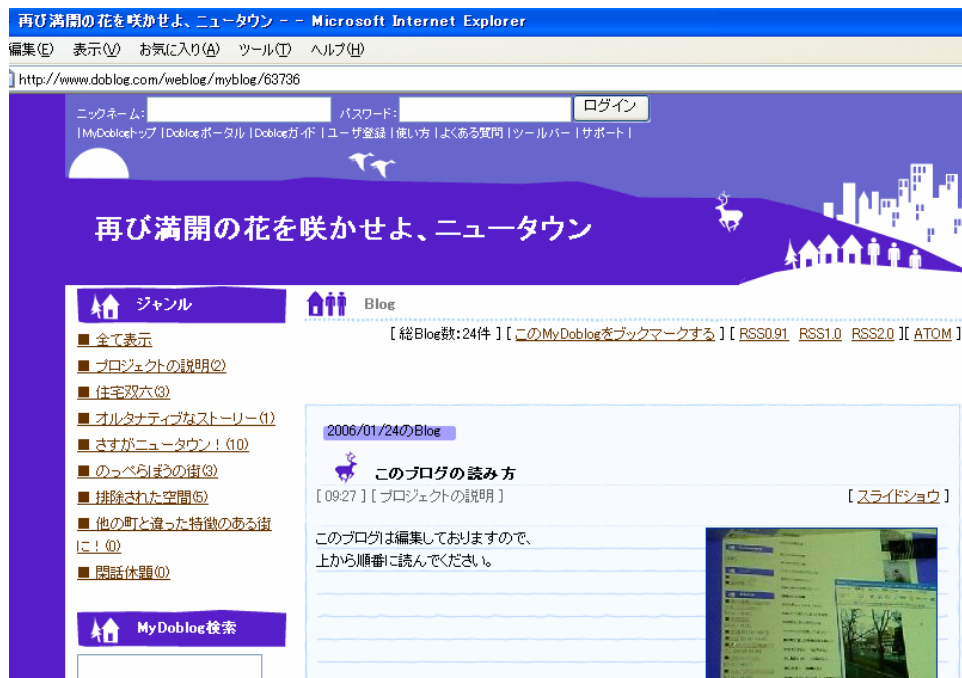 再び満開の花を咲かせよ、ニュータウン - - Microsoft Internet Explorer
編集(E) 表示(V) お気に入り(A) ツール(T) ヘルプ(H)
http://www.doblog.com/weblog/myblog/63736
ニックネーム: パスワード: ログイン
|MyDoblogトップ|Doblogポータル|Doblogガイド|ユーザ登録|使い方|よくある質問|ツールバー|サポート|
再び満開の花を咲かせよ、ニュータウン
ジャンル
■ 全て表示
■ プロジェクトの説明(2)
■ 住宅双六(3)
■ オルタナティブなストーリー(1)
■ さすがニュータウン!(10)
■ のっぺらぼうの街(3)
■ 排除された空間(5)
■ 他の町と違った特徴のある街
に!(0)
■ 閑話休題(0)
MyDoblog検索
Blog
[ 総Blog数:24件 ] [ このMyDoblogをブックマークする ] [ RSS0.91 RSS1.0 RSS2.0 ][ ATOM ]
2006/01/24のBlog
このブログの読み方
[ 09:27 ] [ プロジェクトの説明 ] [ スライドショウ ]
このブログは編集しておりますので、
上から順番に読んでください。